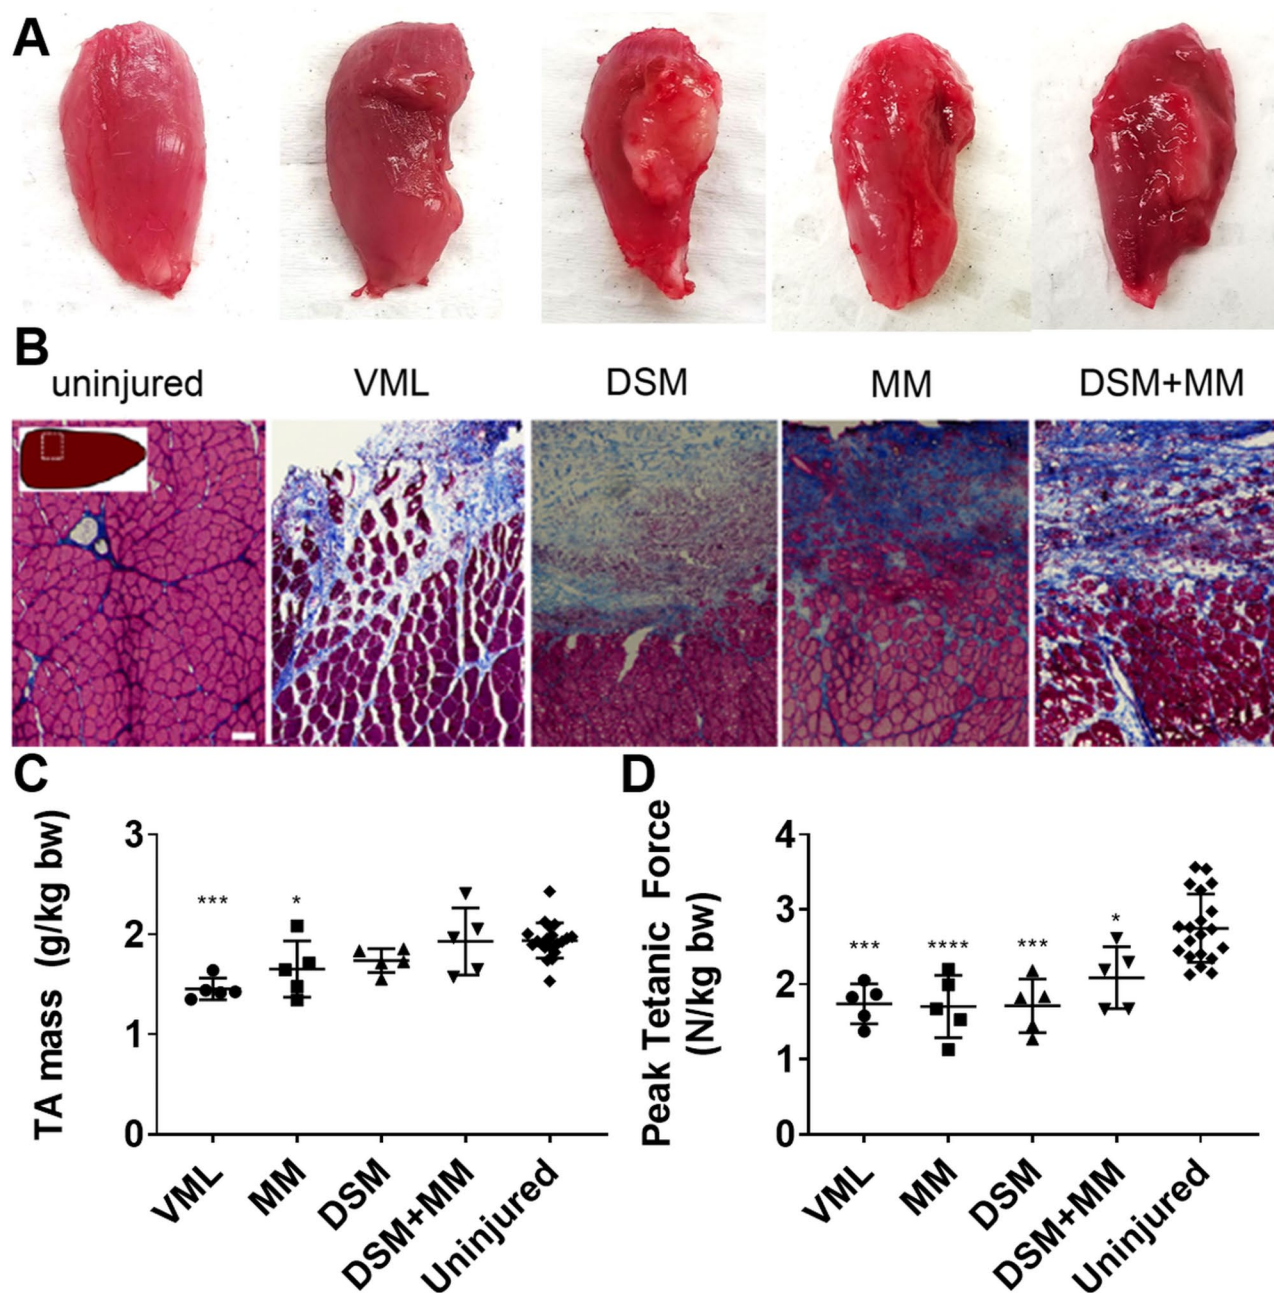 A
B
uninjured VML DSM MM DSM+MM
C
TA mass (g/kg bw)
3
2
1
0
***
*
VML
MM
DSM
DSM+MM
Uninjured
D
Peak Tetanic Force
(N/kg bw)
4
3
2
1
0
***
****
***
*
VML
MM
DSM
DSM+MM
Uninjured